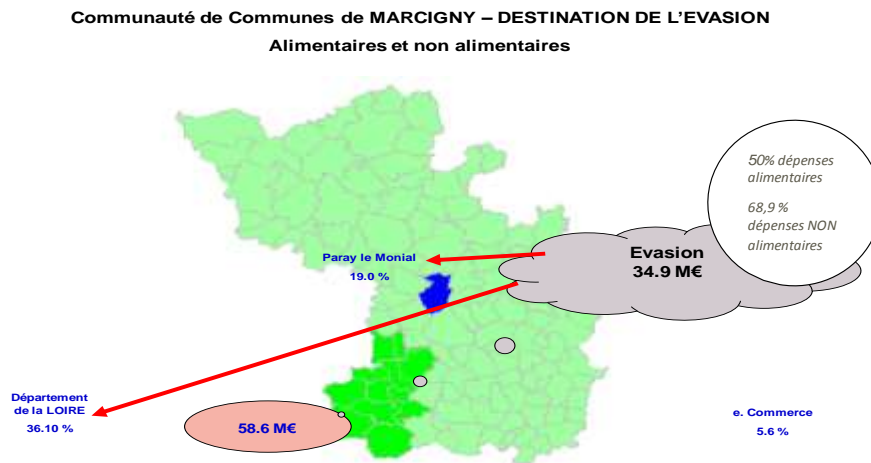 Communauté de Communes de MARCIGNY – DESTINATION DE L'EVASION
Alimentaires et non alimentaires
50% dépenses
alimentaires
68,9 %
dépenses NON
alimentaires
Evasion
34.9 M€
Paray le Monial
19.0 %
Département
de la LOIRE
36.10 %
58.6 M€
e. Commerce
5.6 %